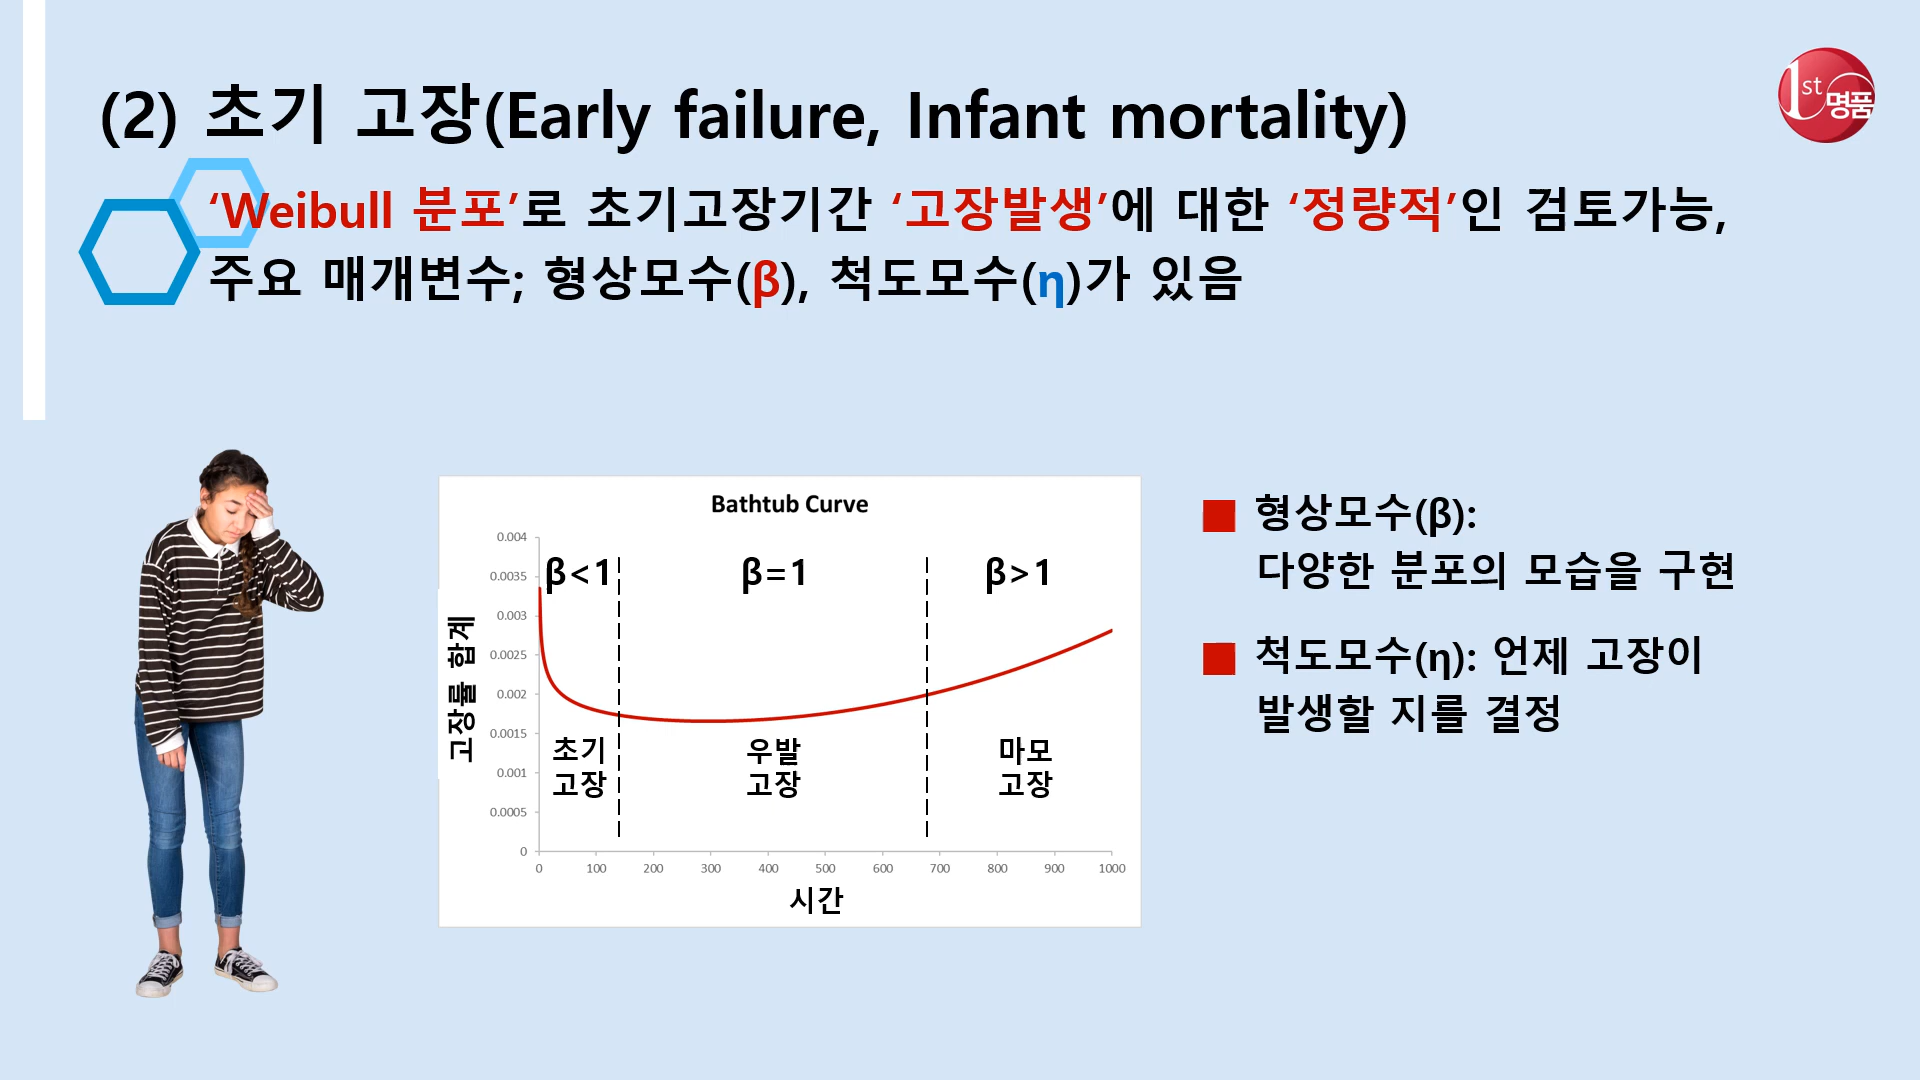 (2) 초기 고장(Early failure, Infant mortality)
1st 명품
‘Weibull 분포’로 초기고장기간 ‘고장발생’에 대한 ‘정량적’인 검토가능,
주요 매개변수; 형상모수(β), 척도모수(η)가 있음
Bathtub Curve
0.004
0.0035
0.003
0.0025
0.002
0.0015
0.001
0.0005
0
β<1
β=1
β>1
고장률 합계
초기
고장
우발
고장
마모
고장
0 100 200 300 400 500 600 700 800 900 1000
시간
형상모수(β):
다양한 분포의 모습을 구현
척도모수(η): 언제 고장이
발생할 지를 결정